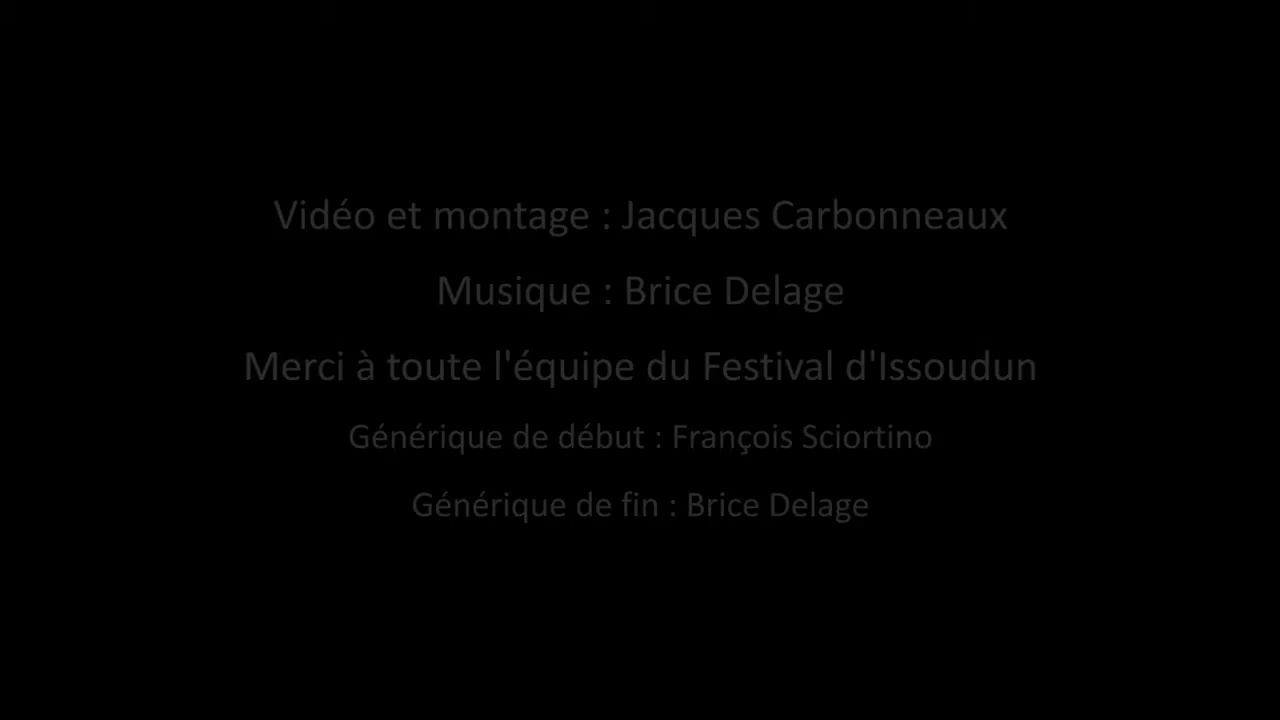 Vidéo et montage : Jacques Carbonneaux
Musique : Brice Delage
Merci à toute l'équipe du Festival d'Issoudun
Générique de début : François Sciortino
Générique de fin : Brice Delage